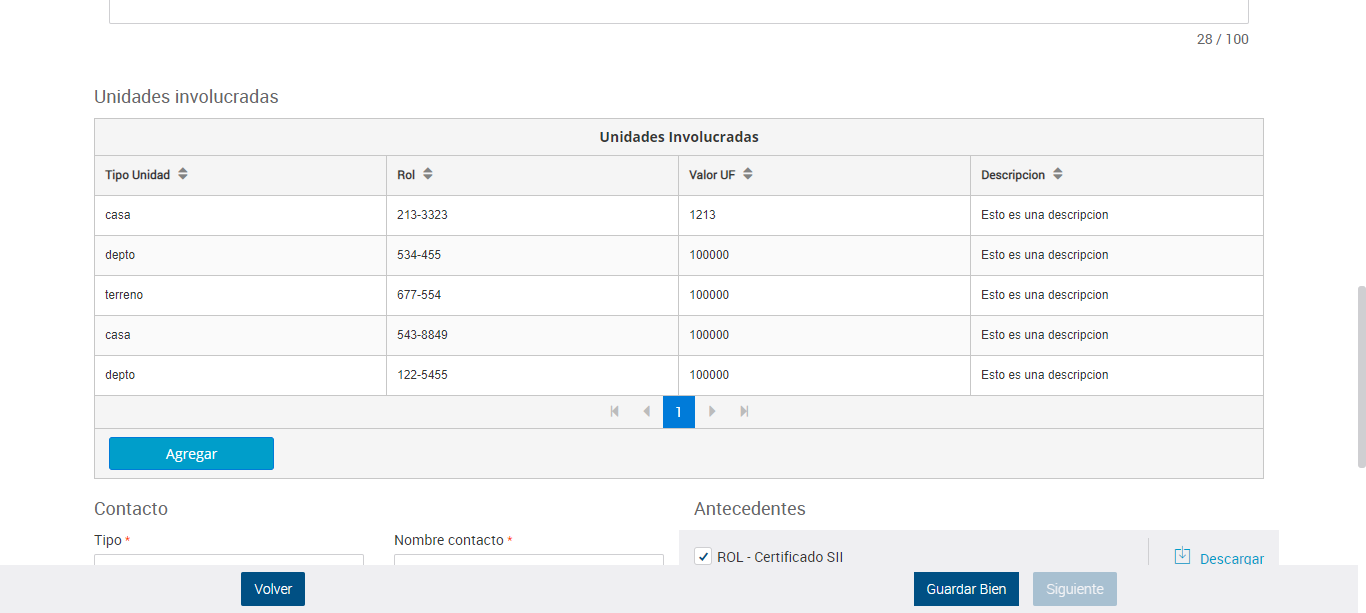 28 / 100
Unidades involucradas
Unidades Involucradas
Tipo Unidad Rol Valor UF Descripcion
casa 213-3323 1213 Esto es una descripcion
depto 534-455 100000 Esto es una descripcion
terreno 677-554 100000 Esto es una descripcion
casa 543-8849 100000 Esto es una descripcion
depto 122-5455 100000 Esto es una descripcion
1
Agregar
Contacto Antecedentes
Tipo * Nombre contacto *
ROL - Certificado SII Descargar
Volver Guardar Bien Siguiente